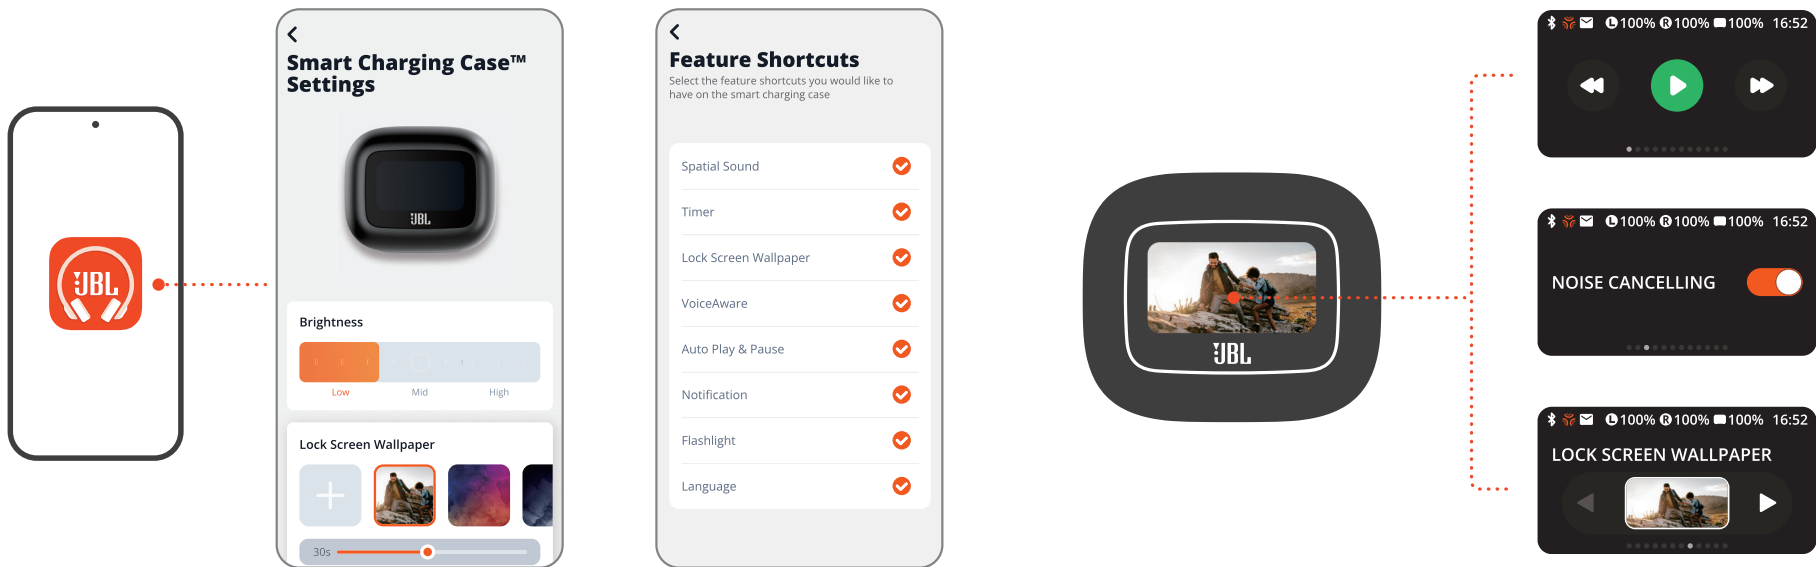 JBL
Smart Charging Case™
Settings
JBL
Brightness
Low Mid High
Lock Screen Wallpaper
30s
Feature Shortcuts
Select the feature shortcuts you would like to
have on the smart charging case
Spatial Sound
Timer
Lock Screen Wallpaper
VoiceAware
Auto Play & Pause
Notification
Flashlight
Language
JBL
L 100% R 100% 100% 16:52
L 100% R 100% 100% 16:52
NOISE CANCELLING
L 100% R 100% 100% 16:52
LOCK SCREEN WALLPAPER